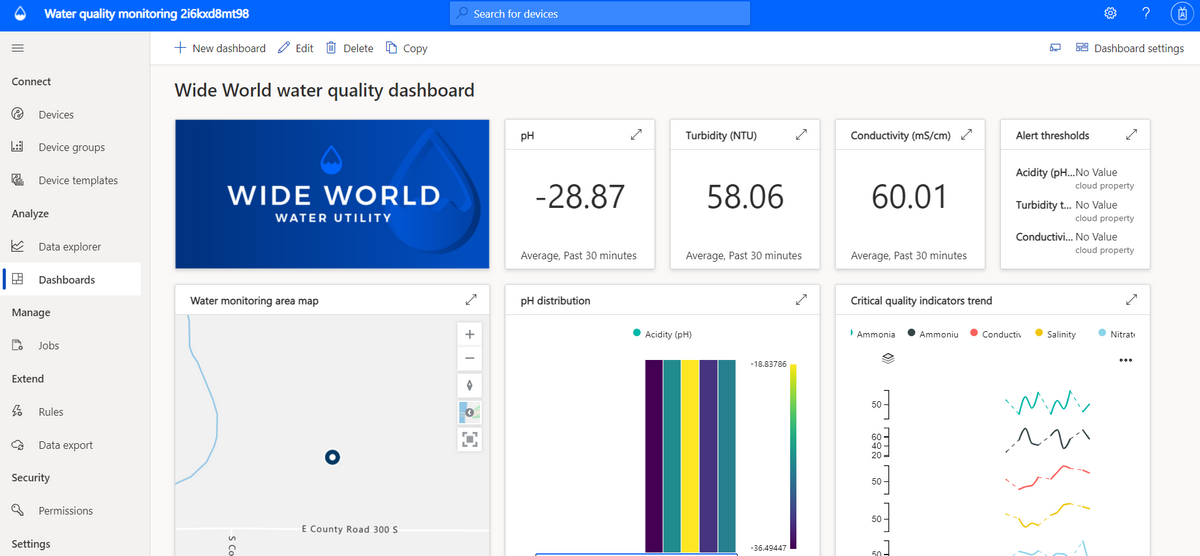 Water quality monitoring 2i6kxd8mt98
Search for devices
?
Connect
Devices
Device groups
Device templates
Analyze
Data explorer
Dashboards
Manage
Jobs
Extend
Rules
Data export
Security
Permissions
Settings
New dashboard Edit Delete Copy
Dashboard settings
Wide World water quality dashboard
WIDE WORLD
WATER UTILITY
pH
-28.87
Average, Past 30 minutes
Turbidity (NTU)
58.06
Average, Past 30 minutes
Conductivity (mS/cm)
60.01
Average, Past 30 minutes
Alert thresholds
Acidity (pH... No Value
cloud property
Turbidity t... No Value
cloud property
Conductivi... No Value
cloud property
Water monitoring area map
E County Road 300 S
S Co
pH distribution
Acidity (pH)
-18.83786
-36.49447
Critical quality indicators trend
Ammonia Ammoniu Conductiv Salinity Nitrat
50
60
40
20
50
50
50